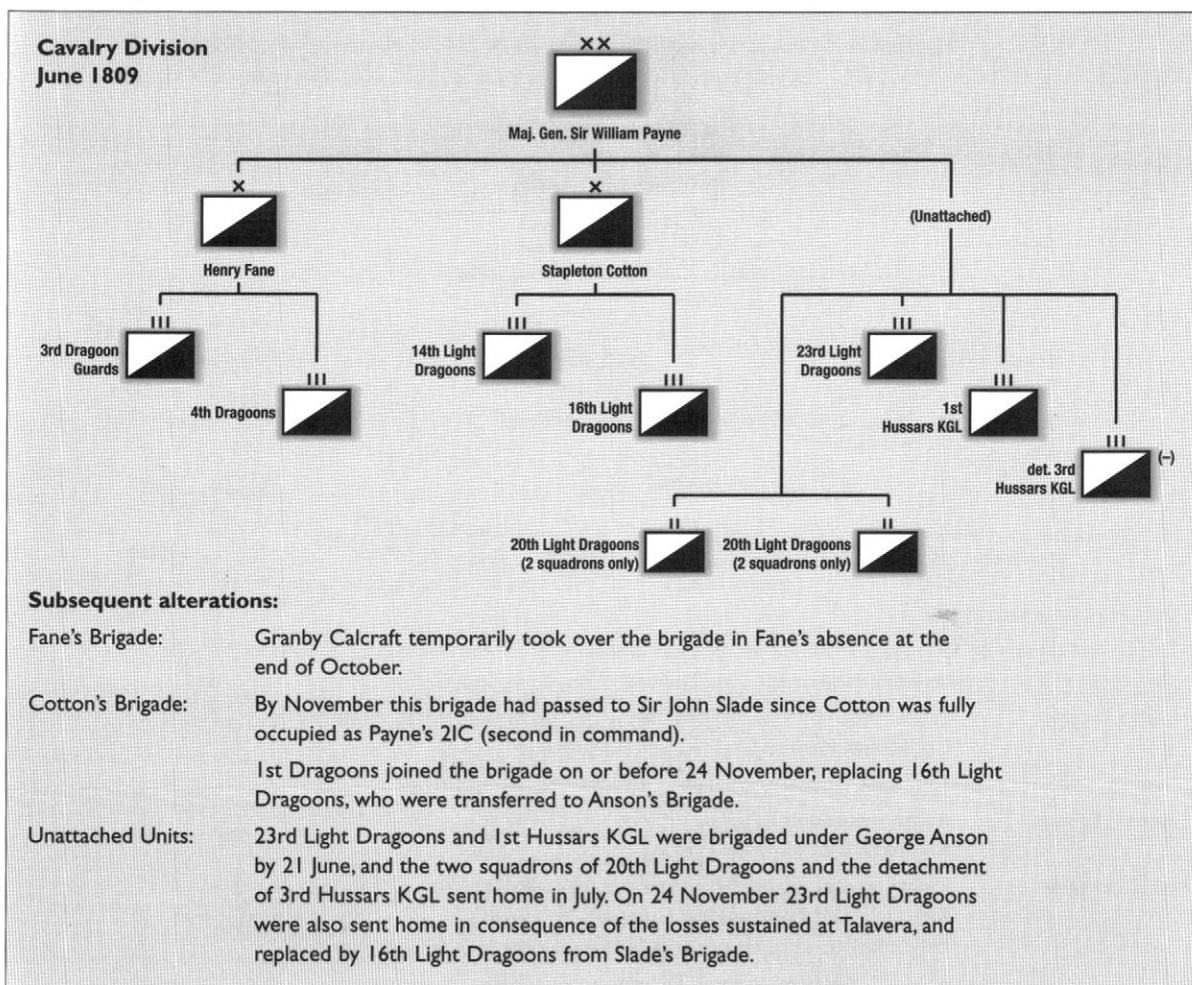 Cavalry Division
June 1809
××
Maj. Gen. Sir William Payne
×
Henry Fane
×
Stapleton Cotton
(Unattached)
III
3rd Dragoon
Guards
III
4th Dragoons
III
14th Light
Dragoons
III
16th Light
Dragoons
III
23rd Light
Dragoons
III
1st
Hussars KGL
III
(–)
det. 3rd
Hussars KGL
II
20th Light Dragoons
(2 squadrons only)
II
20th Light Dragoons
(2 squadrons only)
Subsequent alterations:
Fane's Brigade: Granby Calcraft temporarily took over the brigade in Fane's absence at the
end of October.
Cotton's Brigade: By November this brigade had passed to Sir John Slade since Cotton was fully
occupied as Payne's 2IC (second in command).
1st Dragoons joined the brigade on or before 24 November, replacing 16th Light
Dragoons, who were transferred to Anson's Brigade.
Unattached Units: 23rd Light Dragoons and 1st Hussars KGL were brigaded under George Anson
by 21 June, and the two squadrons of 20th Light Dragoons and the detachment
of 3rd Hussars KGL sent home in July. On 24 November 23rd Light Dragoons
were also sent home in consequence of the losses sustained at Talavera, and
replaced by 16th Light Dragoons from Slade's Brigade.